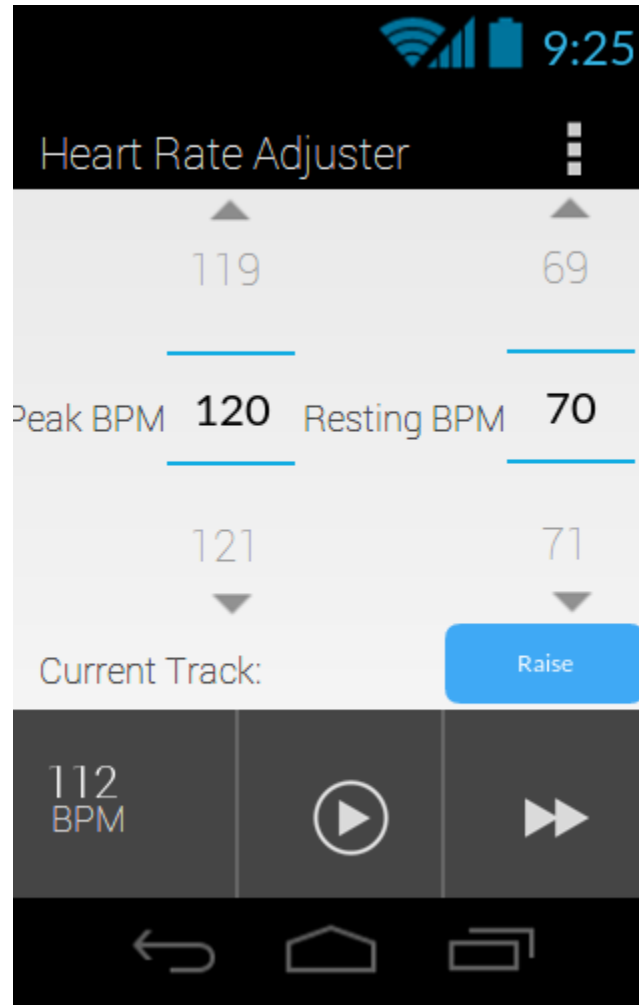 9:25
Heart Rate Adjuster
119 69
Peak BPM 120 Resting BPM 70
121 71
Current Track: Raise
112
BPM